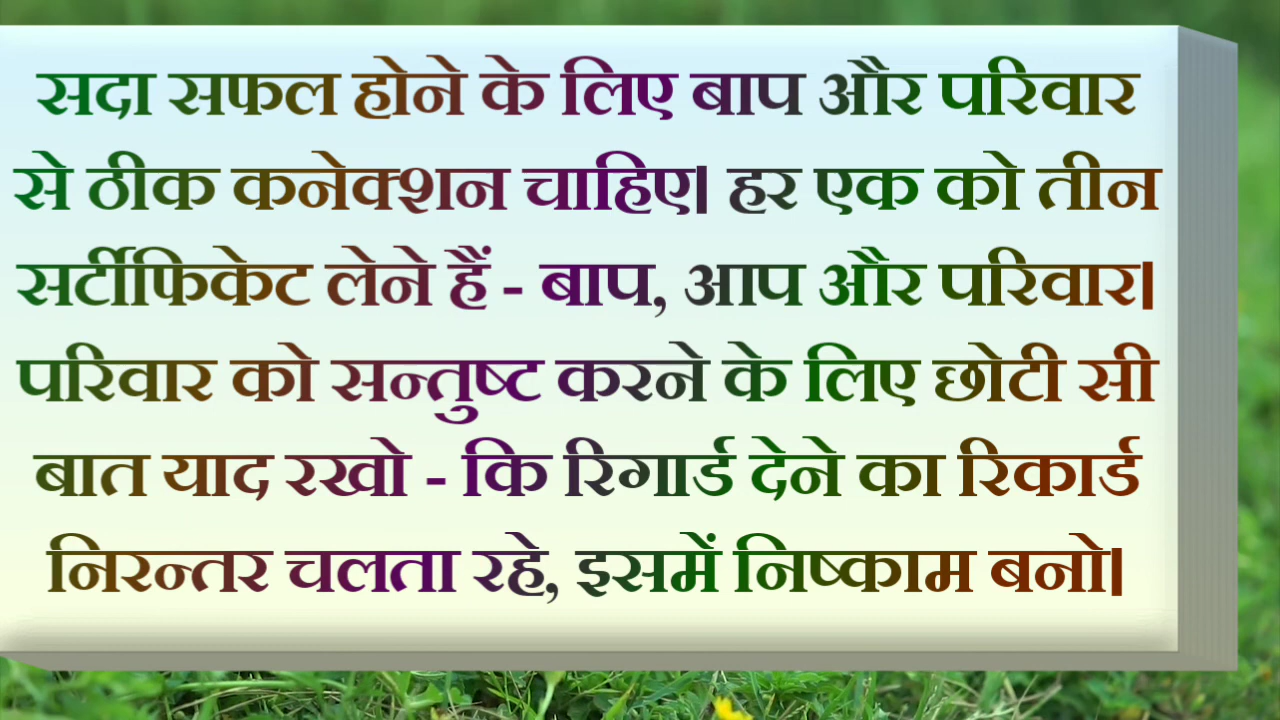 सदा सफल होने के लिए बाप और परिवार
से ठीक कनेक्शन चाहिए। हर एक को तीन
सर्टीफिकेट लेने हैं - बाप, आप और परिवार।
परिवार को सन्तुष्ट करने के लिए छोटी सी
बात याद रखो - कि रिगार्ड देने का रिकार्ड
निरन्तर चलता रहे, इसमें निष्काम बनो।